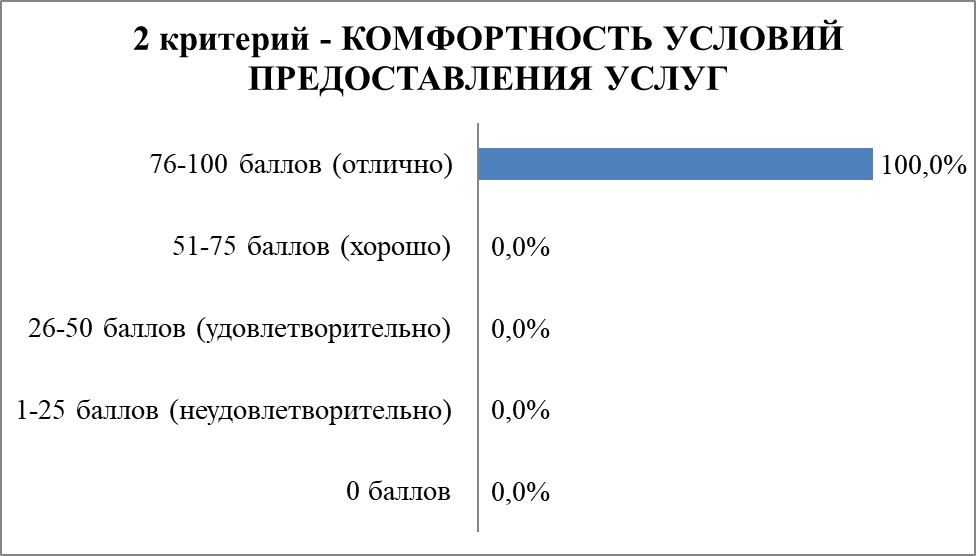 2 критерий - КОМФОРТНОСТЬ УСЛОВИЙ
ПРЕДОСТАВЛЕНИЯ УСЛУГ
76-100 баллов (отлично) 100,0%
51-75 баллов (хорошо) 0,0%
26-50 баллов (удовлетворительно) 0,0%
1-25 баллов (неудовлетворительно) 0,0%
0 баллов 0,0%